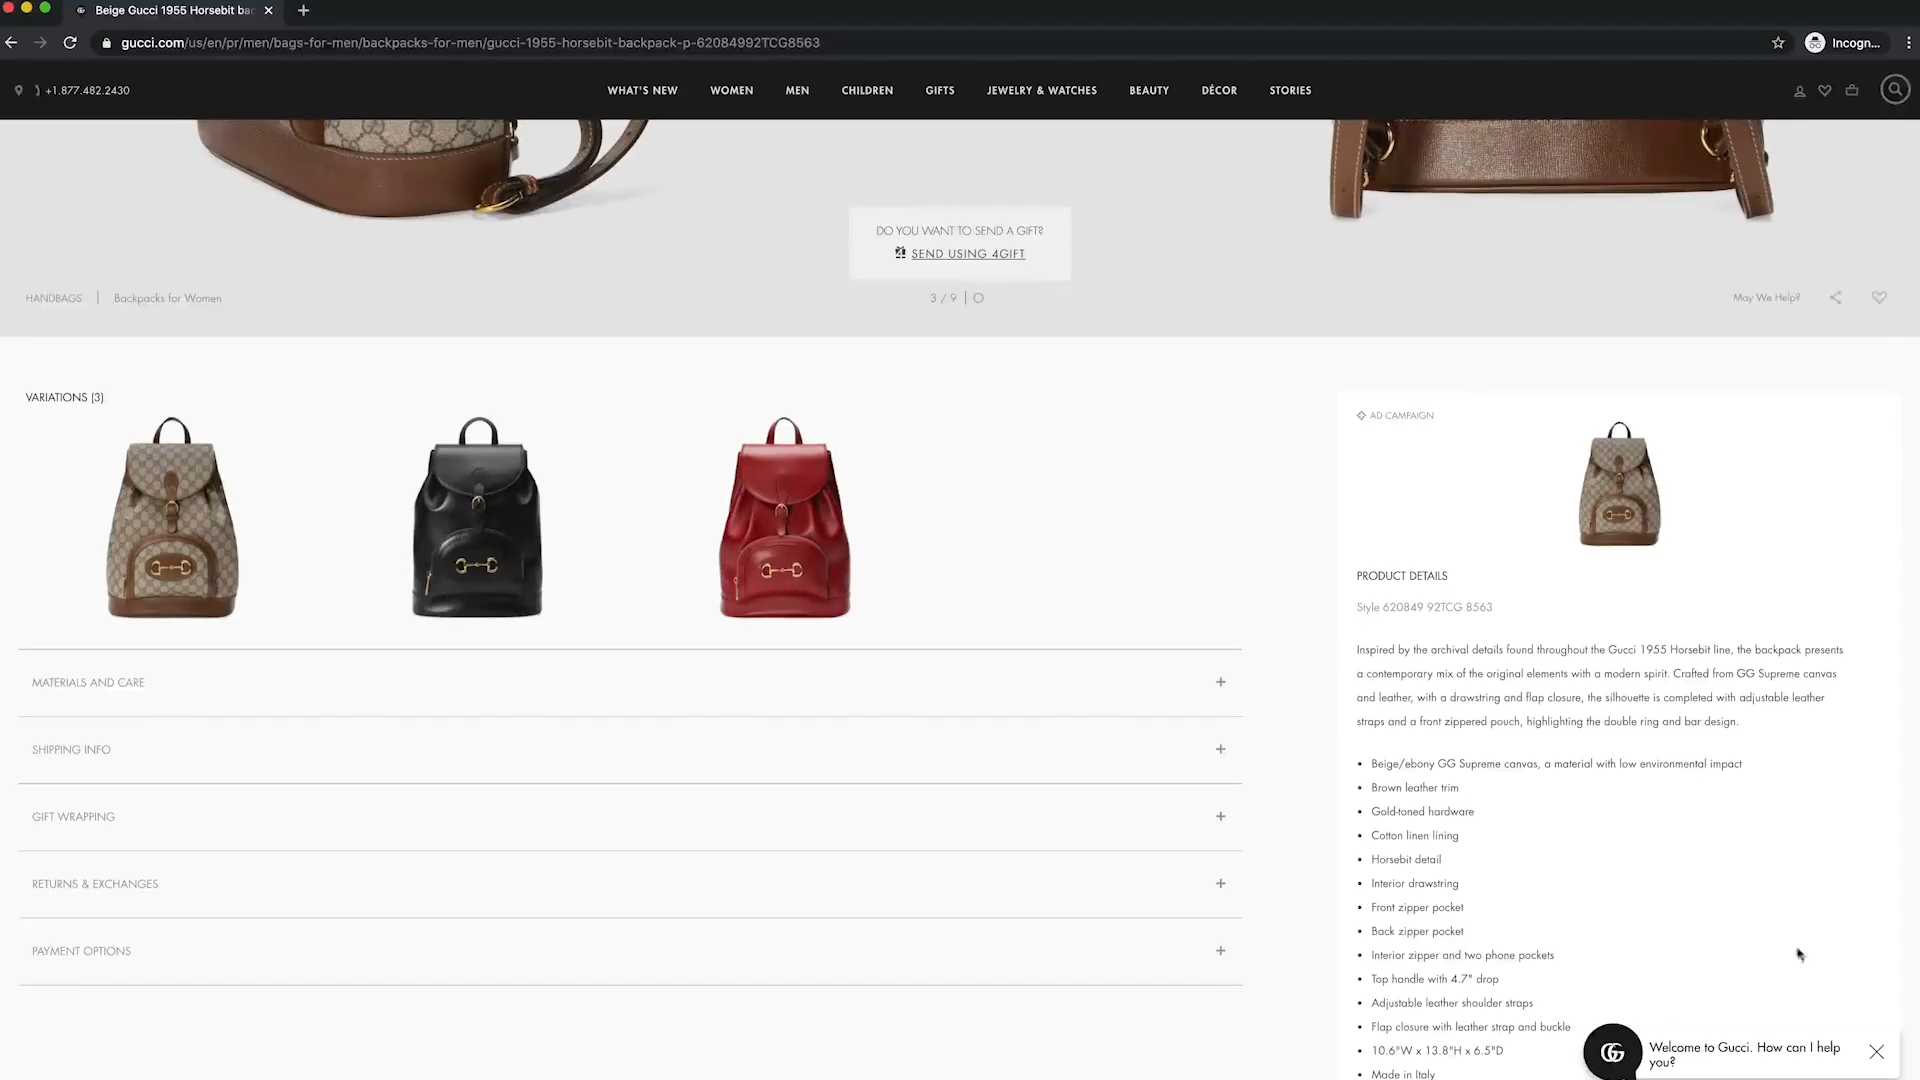 Beige Gucci 1955 Horsebit bac
gucci.com/us/en/pr/men/bags-for-men/backpacks-for-men/gucci-1955-horsebit-backpack-p-62084992TCG8563
Incogn...
+1.877.482.2430
WHAT'S NEW
WOMEN
MEN
CHILDREN
GIFTS
JEWELRY & WATCHES
BEAUTY
DÉCOR
STORIES
DO YOU WANT TO SEND A GIFT?
SEND USING 4GIFT
HANDBAGS | Backpacks for Women
3 / 9
May We Help?
VARIATIONS (3)
MATERIALS AND CARE
SHIPPING INFO
GIFT WRAPPING
RETURNS & EXCHANGES
PAYMENT OPTIONS
AD CAMPAIGN
PRODUCT DETAILS
Style 620849 92TCG 8563
Inspired by the archival details found throughout the Gucci 1955 Horsebit line, the backpack presents
a contemporary mix of the original elements with a modern spirit. Crafted from GG Supreme canvas
and leather, with a drawstring and flap closure, the silhouette is completed with adjustable leather
straps and a front zippered pouch, highlighting the double ring and bar design.
• Beige/ebony GG Supreme canvas, a material with low environmental impact
• Brown leather trim
• Gold-toned hardware
• Cotton linen lining
• Horsebit detail
• Interior drawstring
• Front zipper pocket
• Back zipper pocket
• Interior zipper and two phone pockets
• Top handle with 4.7" drop
• Adjustable leather shoulder straps
• Flap closure with leather strap and buckle
• 10.6"W x 13.8"H x 6.5"D
• Made in Italy
Welcome to Gucci. How can I help
you?